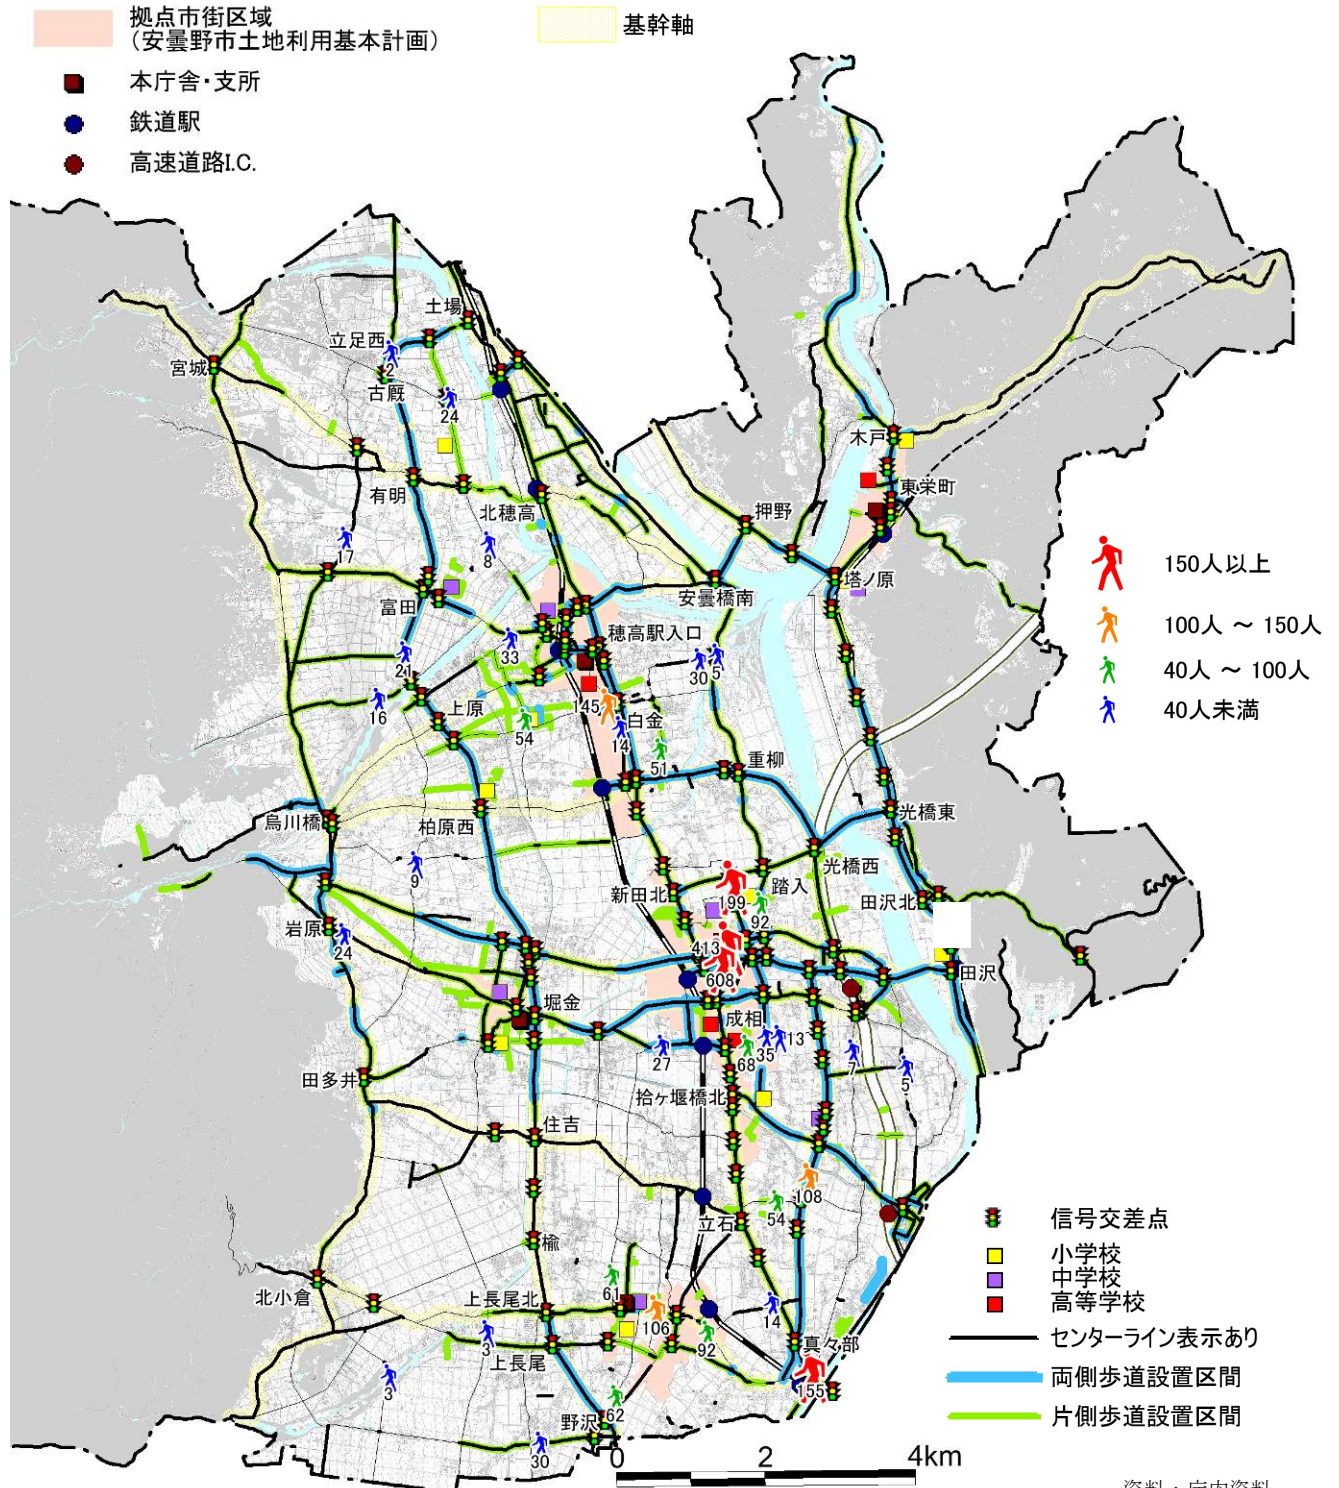 拠点市街区域
（安曇野市土地利用基本計画）
基幹軸
本庁舎・支所
鉄道駅
高速道路I.C.
土場
立足西
宮城
2
古厩
24
木戸
有明
東栄町
北穂高
押野
17
8
150人以上
塔ノ原
安曇橋南
富田
穂高駅入口
100人 ～ 150人
33
21
30
5
40人 ～ 100人
16
上原
145
白金
40人未満
54
14
51
重柳
烏川橋
柏原西
光橋東
9
光橋西
新田北
踏入
199
92
田沢北
岩原
24
413
608
田沢
堀金
成相
27
68
35
13
7
5
田多井
拾ヶ堰橋北
住吉
108
54
立石
信号交差点
楡
小学校
中学校
北小倉
61
高等学校
上長尾北
106
14
センターライン表示あり
3
上長尾
92
真々部
両側歩道設置区間
3
155
62
片側歩道設置区間
野沢
30
0
2
4km
資料：庁内資料